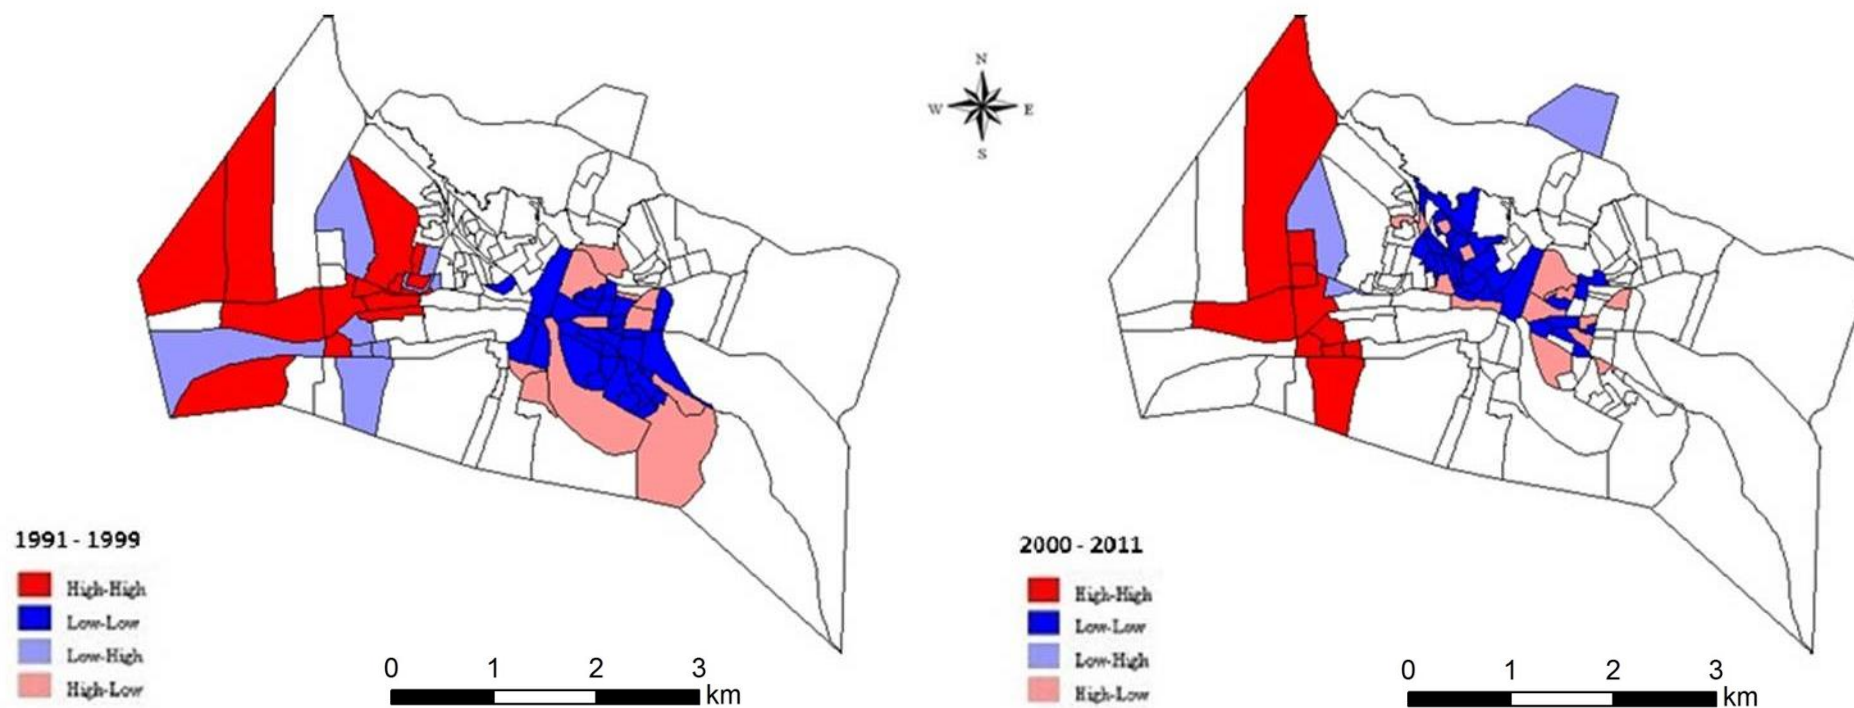 N
W E
S
1991 - 1999
High-High
Low-Low
Low-High
High-Low
0 1 2 3 km
2000 - 2011
High-High
Low-Low
Low-High
High-Low
0 1 2 3 km